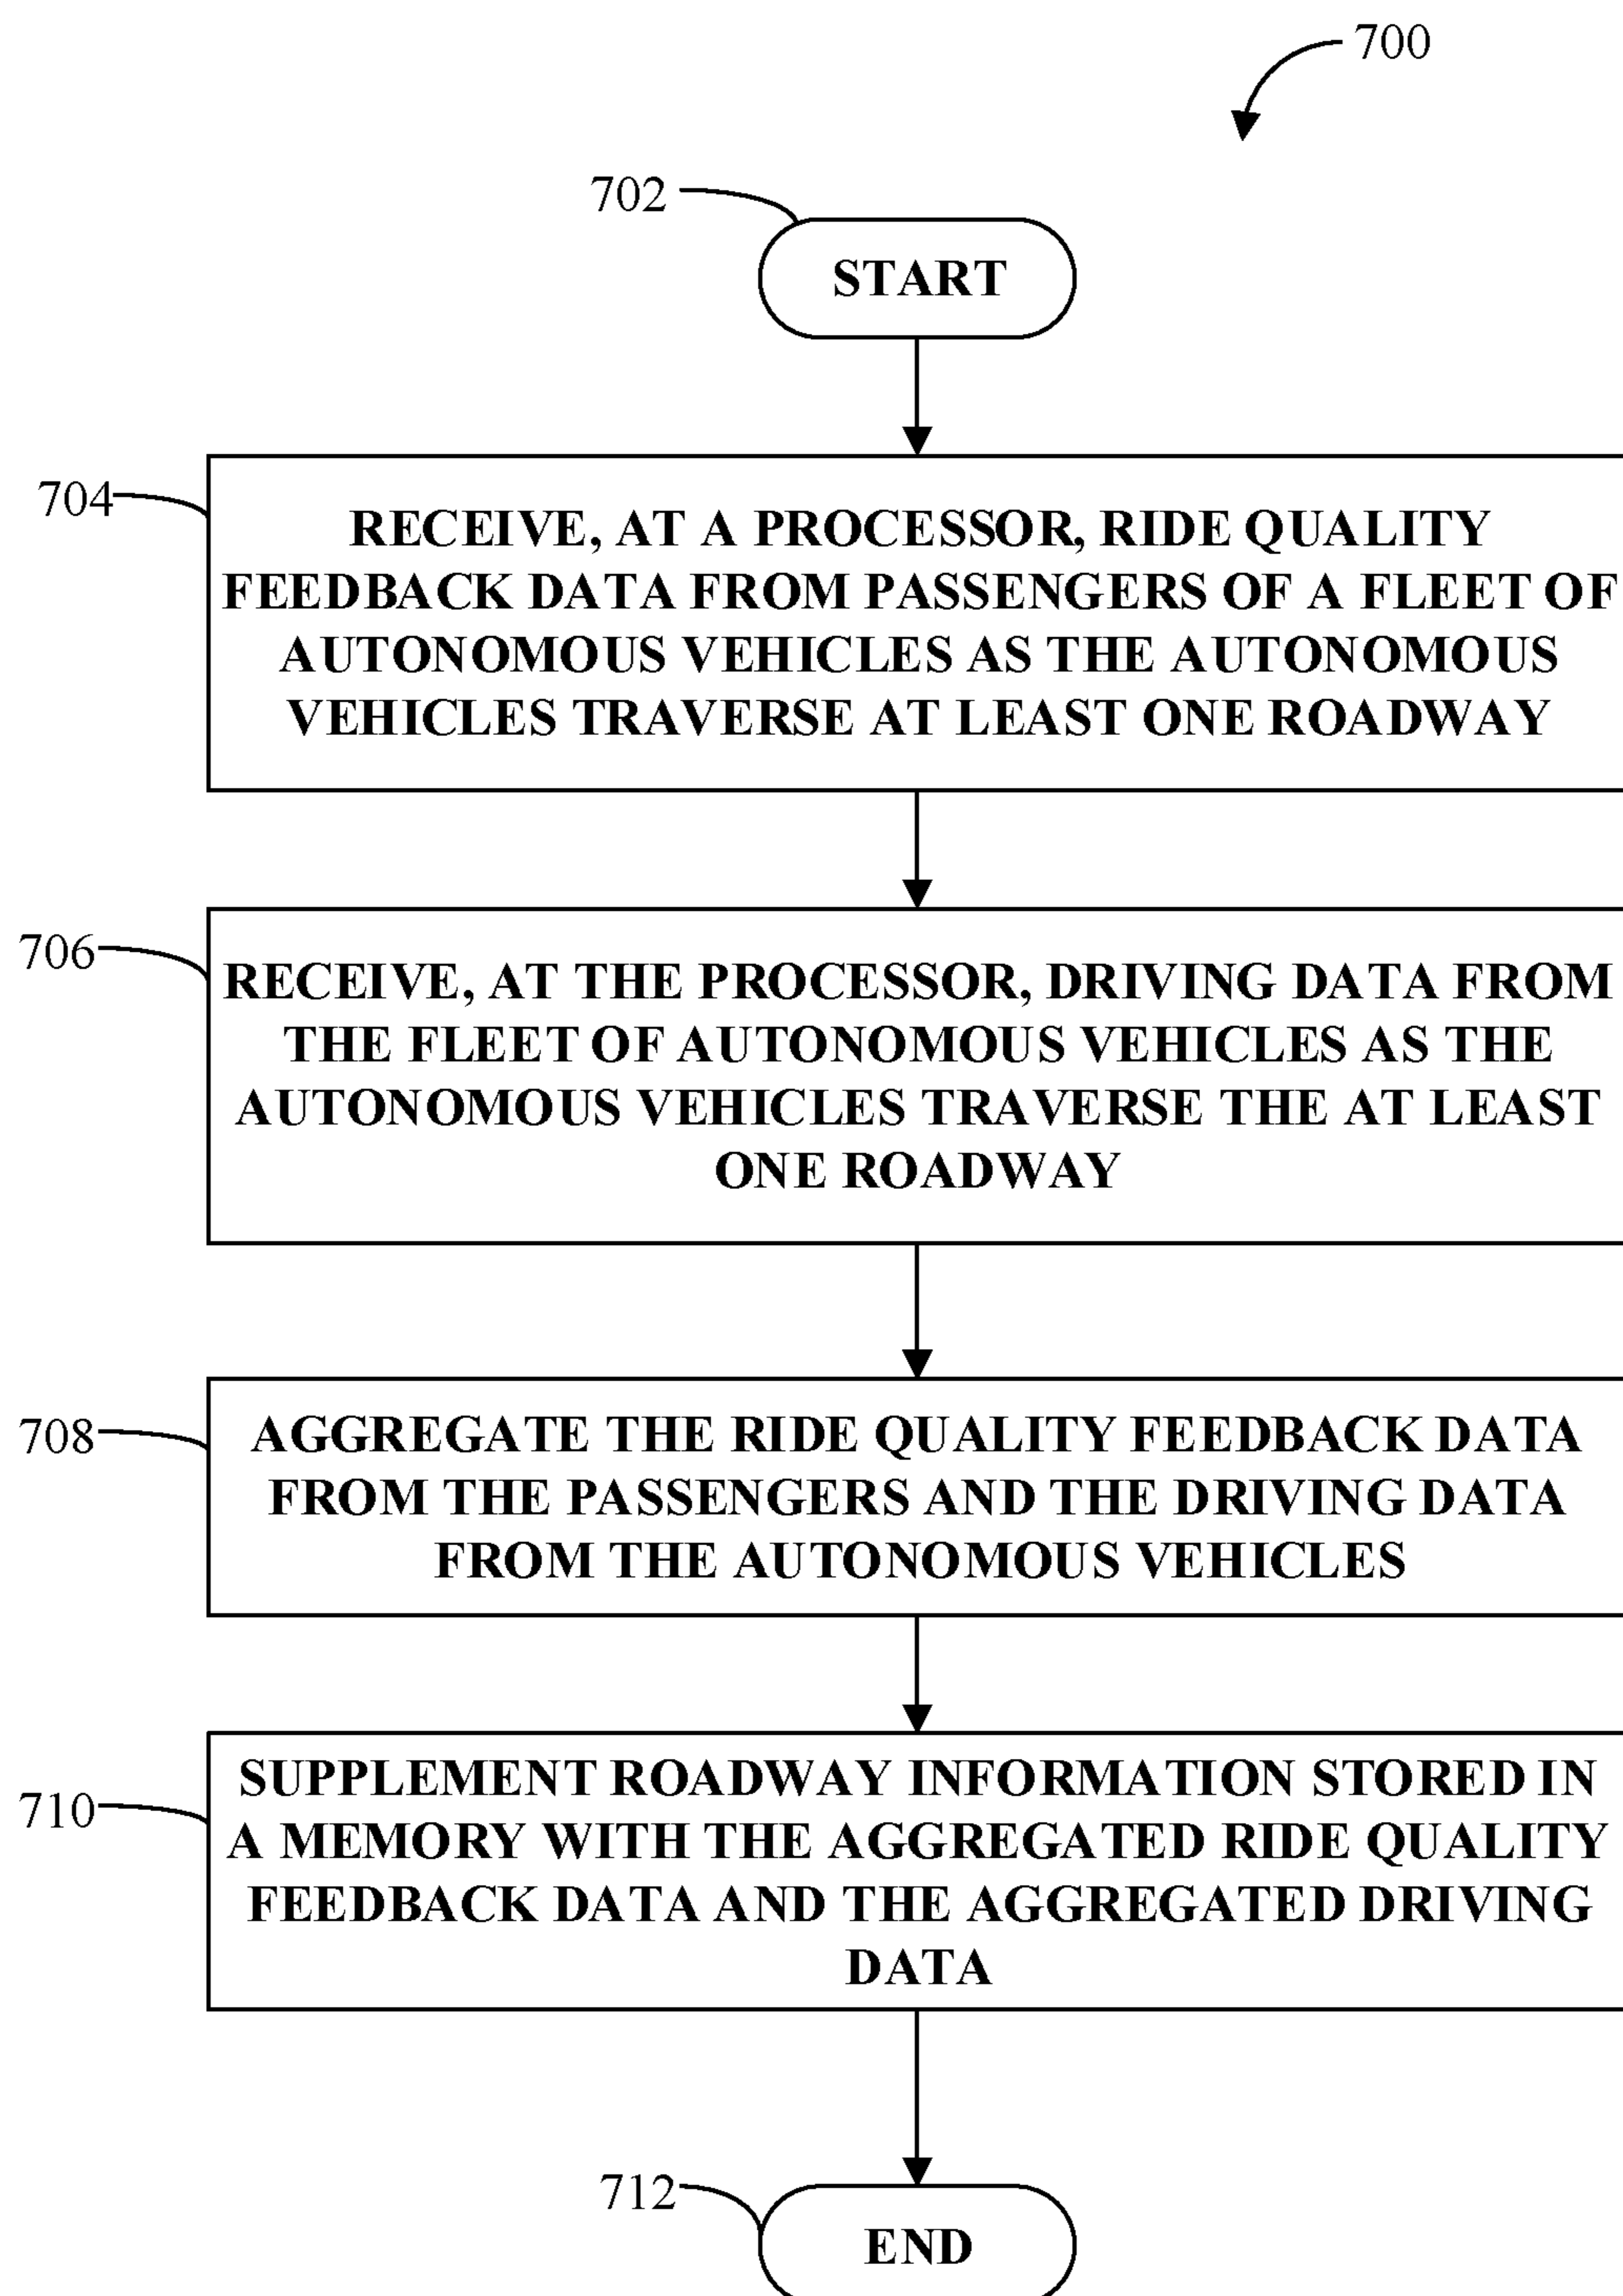 700
702
START
704
RECEIVE, AT A PROCESSOR, RIDE QUALITY
FEEDBACK DATA FROM PASSENGERS OF A FLEET OF
AUTONOMOUS VEHICLES AS THE AUTONOMOUS
VEHICLES TRAVERSE AT LEAST ONE ROADWAY
706
RECEIVE, AT THE PROCESSOR, DRIVING DATA FROM
THE FLEET OF AUTONOMOUS VEHICLES AS THE
AUTONOMOUS VEHICLES TRAVERSE THE AT LEAST
ONE ROADWAY
708
AGGREGATE THE RIDE QUALITY FEEDBACK DATA
FROM THE PASSENGERS AND THE DRIVING DATA
FROM THE AUTONOMOUS VEHICLES
710
SUPPLEMENT ROADWAY INFORMATION STORED IN
A MEMORY WITH THE AGGREGATED RIDE QUALITY
FEEDBACK DATA AND THE AGGREGATED DRIVING
DATA
712
END